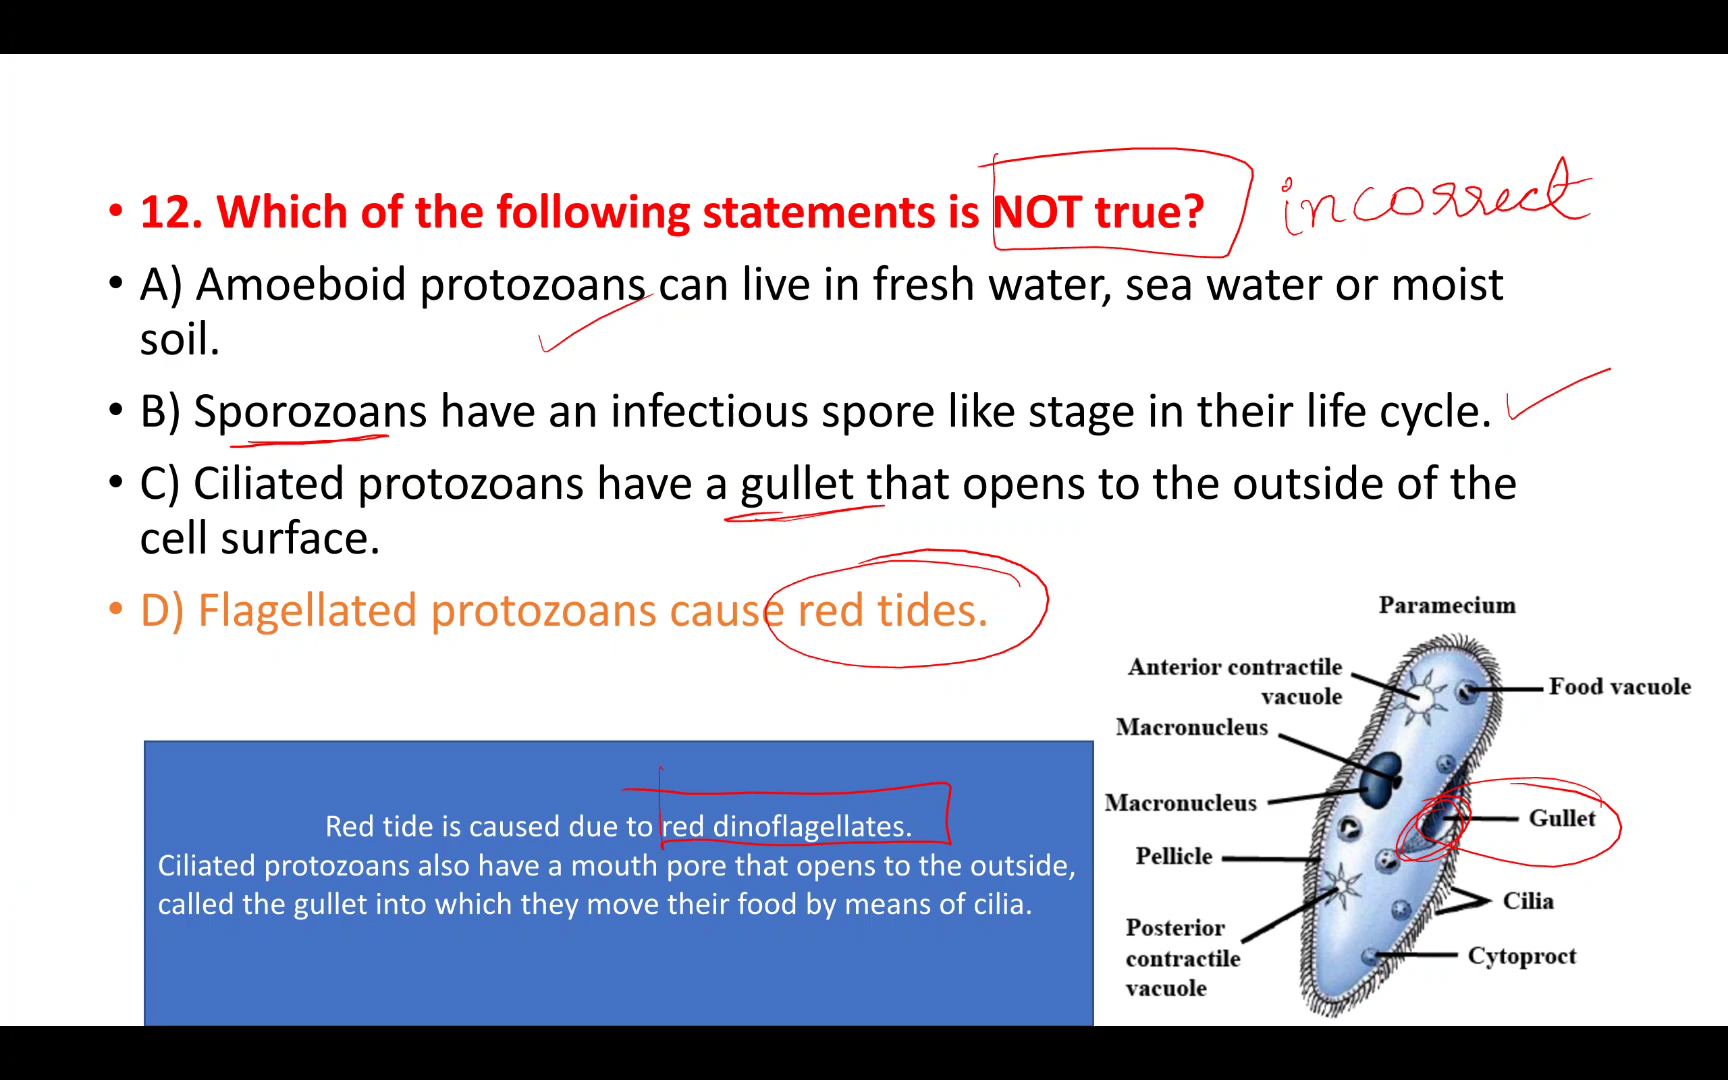 • 12. Which of the following statements is NOT true? incorrect
• A) Amoeboid protozoans can live in fresh water, sea water or moist
soil.
• B) Sporozoans have an infectious spore like stage in their life cycle.
• C) Ciliated protozoans have a gullet that opens to the outside of the
cell surface.
• D) Flagellated protozoans cause red tides.
Red tide is caused due to red dinoflagellates.
Ciliated protozoans also have a mouth pore that opens to the outside,
called the gullet into which they move their food by means of cilia.
Paramecium
Anterior contractile
vacuole
Food vacuole
Macronucleus
Macronucleus
Gullet
Pellicle
Cilia
Posterior
contractile
vacuole
Cytoproct